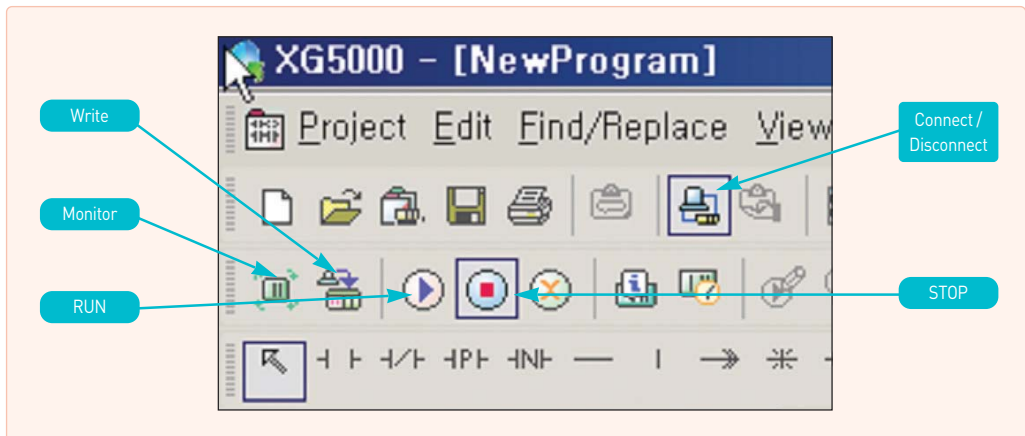 XG5000 - [NewProgram]
Project Edit Find/Replace View
Write
Connect /
Disconnect
Monitor
RUN
STOP
P
N